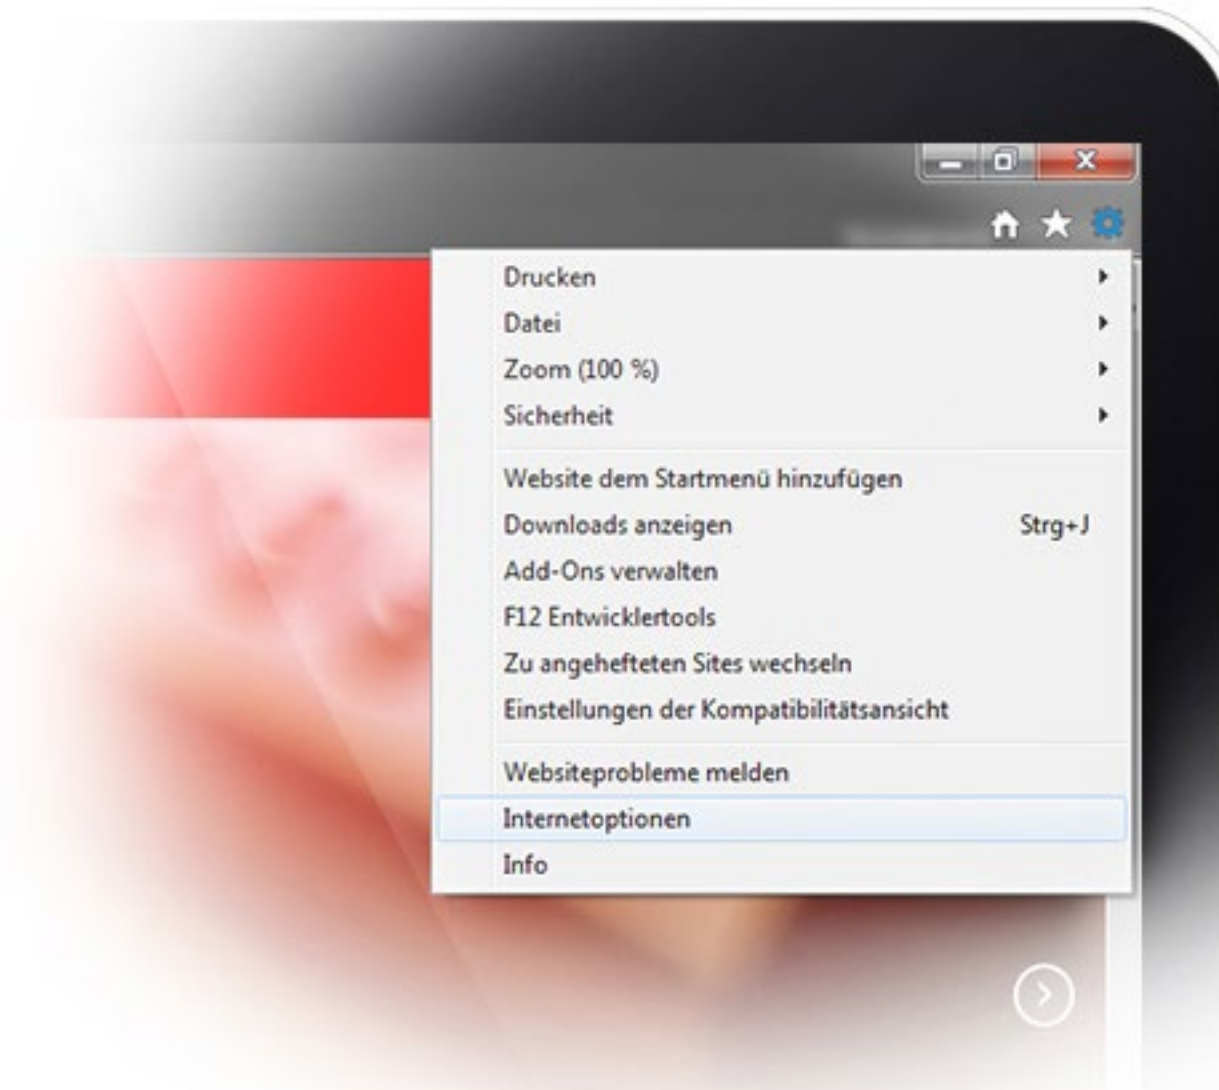 Drucken
Datei
Zoom (100 %)
Sicherheit
Website dem Startmenü hinzufügen
Downloads anzeigen Strg+J
Add-Ons verwalten
F12 Entwicklertools
Zu angehefteten Sites wechseln
Einstellungen der Kompatibilitätsansicht
Websiteprobleme melden
Internetoptionen
Info